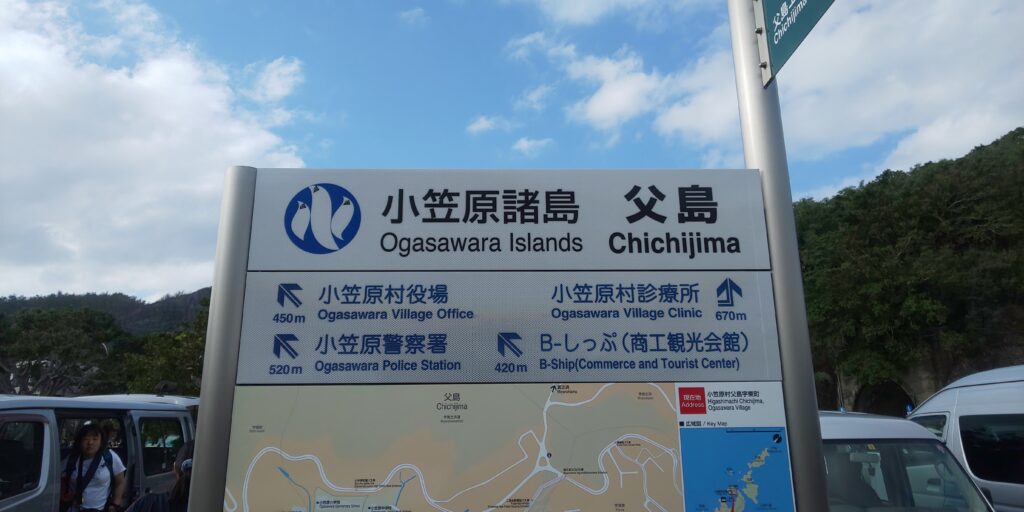 父島
Chichijima
小笠原諸島 父島
Ogasawara Islands Chichijima
小笠原村役場
450m Ogasawara Village Office
小笠原村診療所
Ogasawara Village Clinic 670m
小笠原警察署
520m Ogasawara Police Station
B-しっぷ(商工観光会館)
420m B-Ship(Commerce and Tourist Center)
父島
Chichijima
現在地
Address
小笠原村父島字東町
Higashimachi Chichijima,
Ogasawara Village
■ 広域図 / Key Map